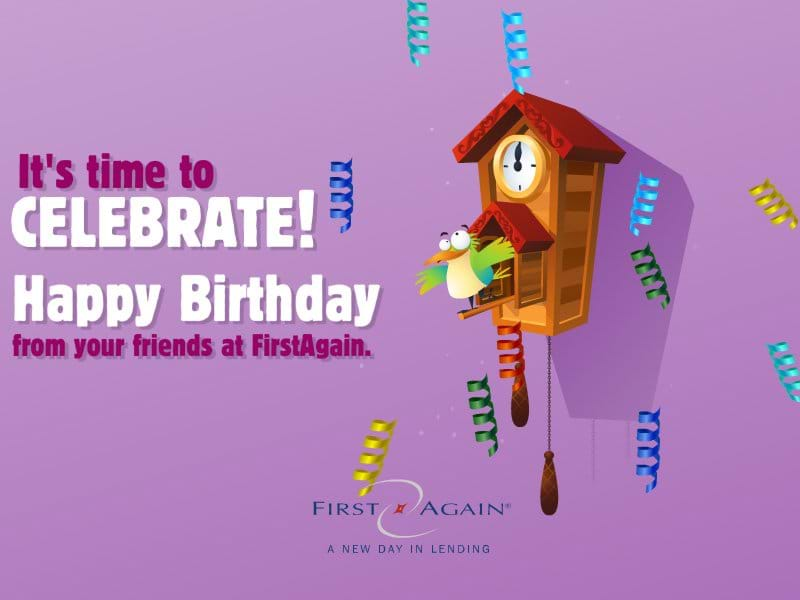 It's time to
CELEBRATE!
Happy Birthday
from your friends at FirstAgain.
FIRST AGAIN®
A NEW DAY IN LENDING